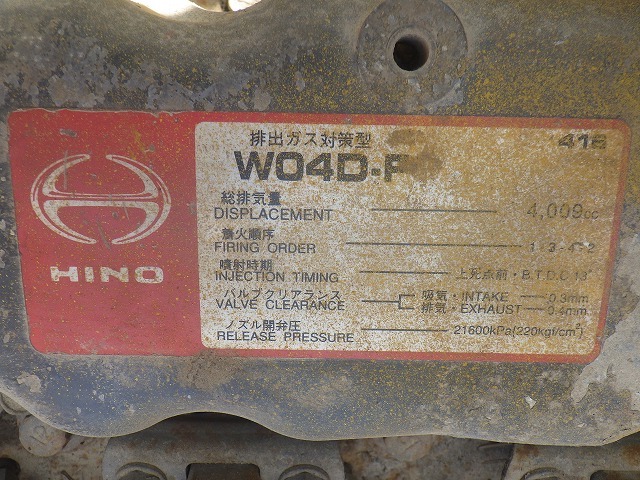 排出ガス対策型
W04D-F
総排気量
DISPLACEMENT 4,009cc
着火順序
FIRING ORDER 1-3-4-2
噴射時期
INJECTION TIMING 上死点前・B.T.D.C
バルブクリアランス
VALVE CLEARANCE 吸気・INTAKE 0.3mm
排気・EXHAUST 0.4mm
ノズル開弁圧
RELEASE PRESSURE 21600kPa(220kgf/cm²)
HINO